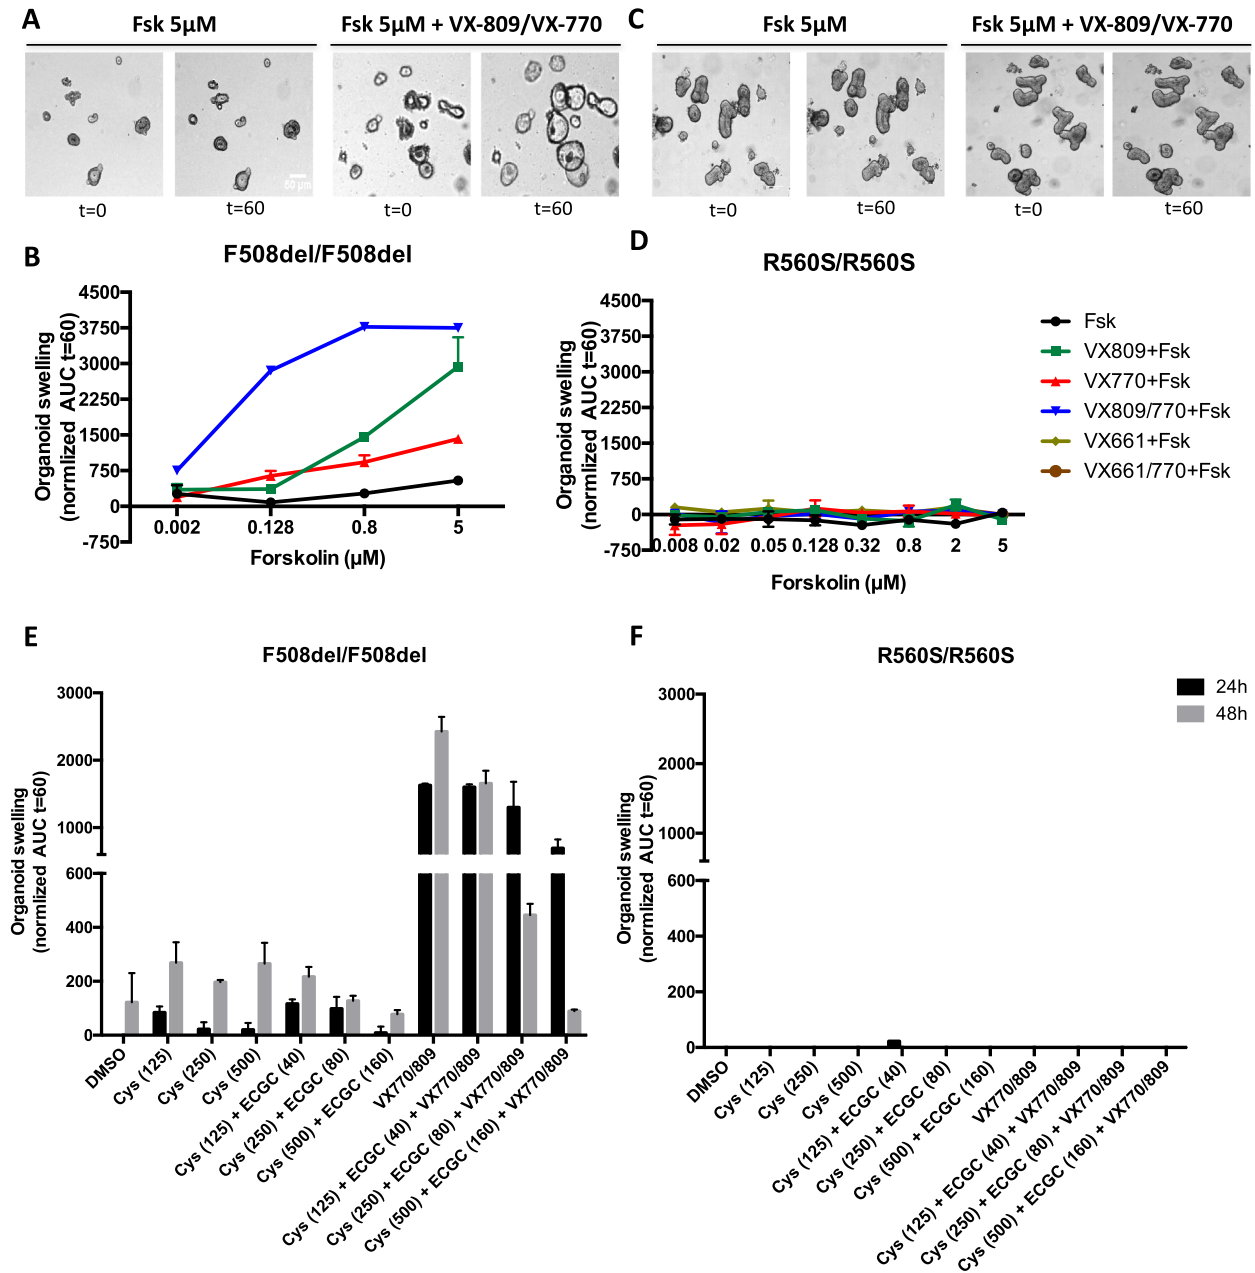 A
Fsk 5µM
Fsk 5µM + VX-809/VX-770
50 µm
t=0
t=60
t=0
t=60
C
Fsk 5µM
Fsk 5µM + VX-809/VX-770
t=0
t=60
t=0
t=60
B
F508del/F508del
Organoid swelling
(normlized AUC t=60)
4500
3750
3000
2250
1500
750
0
-750
0.002
0.128
0.8
5
Forskolin (µM)
D
R560S/R560S
Organoid swelling
(normlized AUC t=60)
4500
3750
3000
2250
1500
750
0
-750
0.008
0.02
0.05
0.128
0.32
0.8
2
5
Forskolin (µM)
Fsk
VX809+Fsk
VX770+Fsk
VX809/770+Fsk
VX661+Fsk
VX661/770+Fsk
E
F508del/F508del
Organoid swelling
(normlized AUC t=60)
3000
2000
1000
600
400
200
0
DMSO
Cys (125)
Cys (250)
Cys (500)
Cys (125) + ECGC (40)
Cys (250) + ECGC (80)
Cys (500) + ECGC (160)
VX770/809
Cys (125) + ECGC (40) + VX770/809
Cys (250) + ECGC (80) + VX770/809
Cys (500) + ECGC (160) + VX770/809
F
R560S/R560S
Organoid swelling
(normlized AUC t=60)
3000
2000
1000
600
400
200
0
DMSO
Cys (125)
Cys (250)
Cys (500)
Cys (125) + ECGC (40)
Cys (250) + ECGC (80)
Cys (500) + ECGC (160)
VX770/809
Cys (125) + ECGC (40) + VX770/809
Cys (250) + ECGC (80) + VX770/809
Cys (500) + ECGC (160) + VX770/809
24h
48h